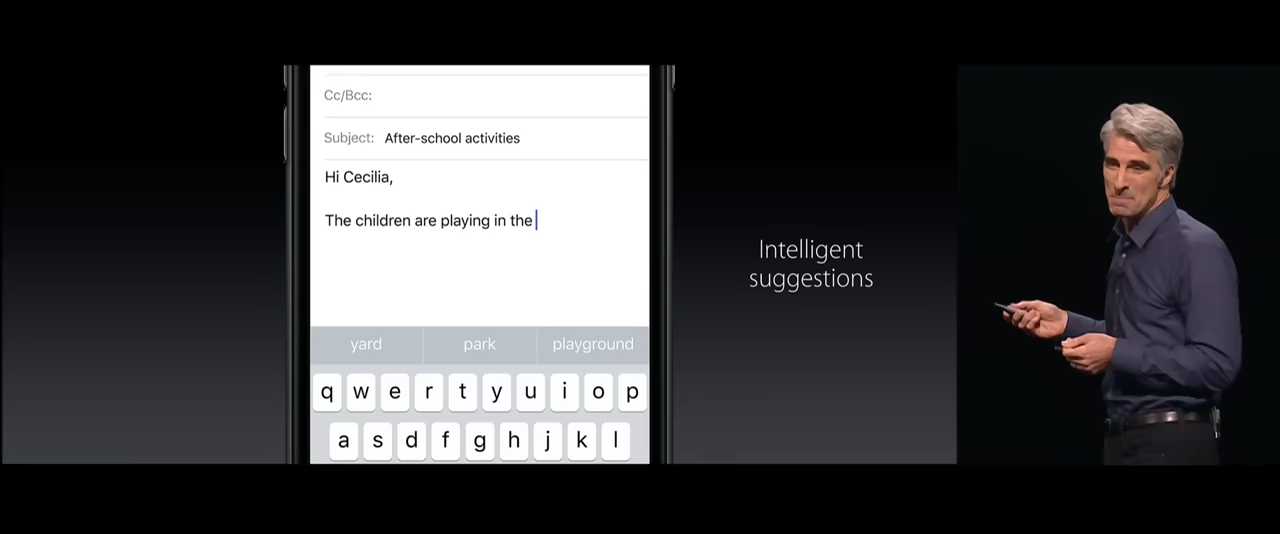 Cc/Bcc:
Subject: After-school activities
Hi Cecilia,
The children are playing in the
Intelligent
suggestions
yard park playground
q w e r t y u i o p
a s d f g h j k l